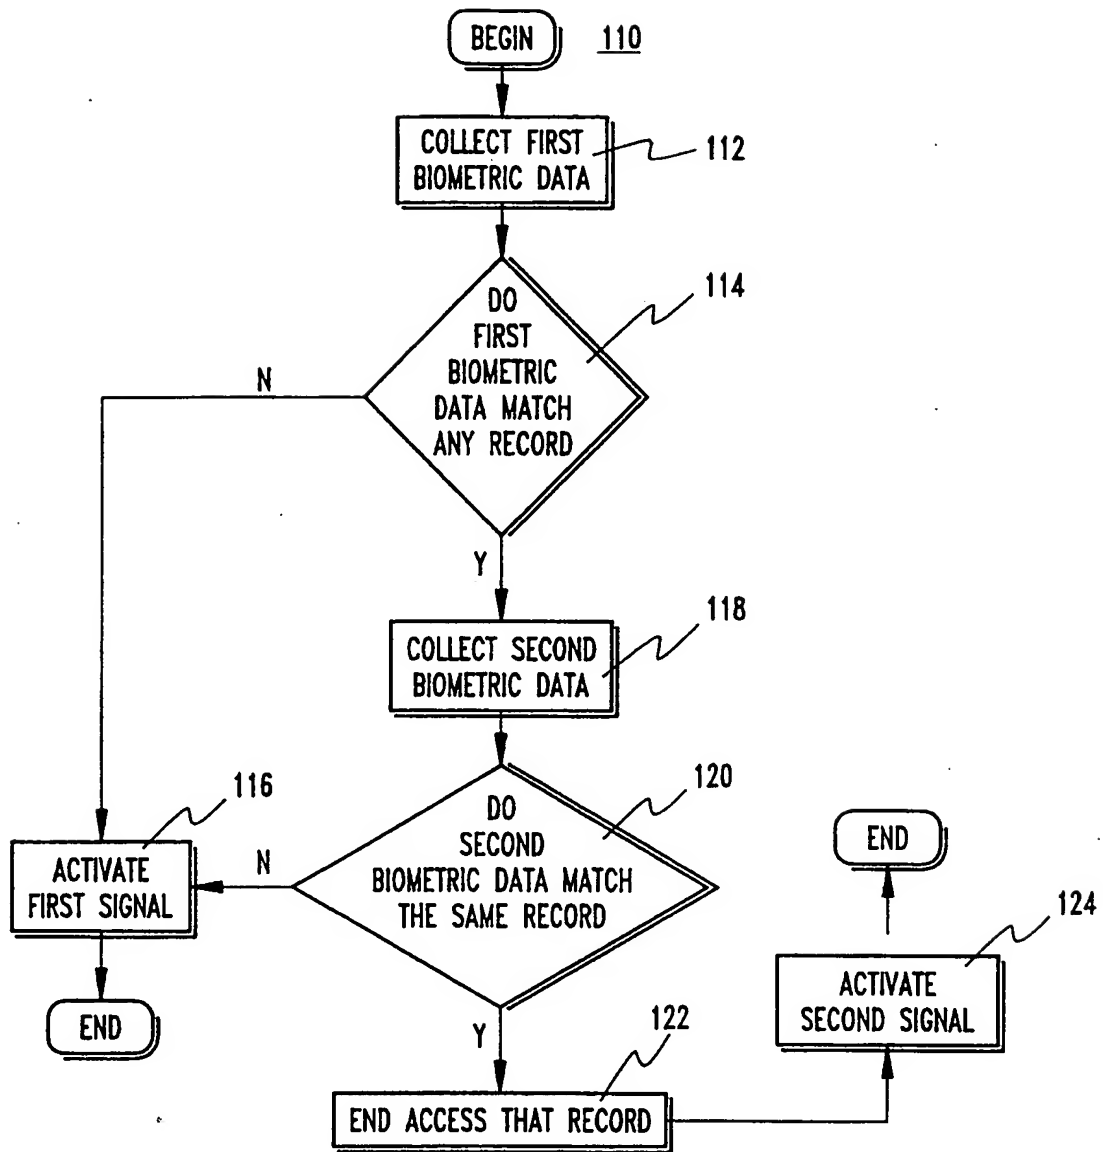 BEGIN
110
COLLECT FIRST
BIOMETRIC DATA
112
DO
FIRST
BIOMETRIC
DATA MATCH
ANY RECORD
114
N
Y
COLLECT SECOND
BIOMETRIC DATA
118
DO
SECOND
BIOMETRIC DATA MATCH
THE SAME RECORD
120
N
116
ACTIVATE
FIRST SIGNAL
END
Y
122
END ACCESS THAT RECORD
124
ACTIVATE
SECOND SIGNAL
END